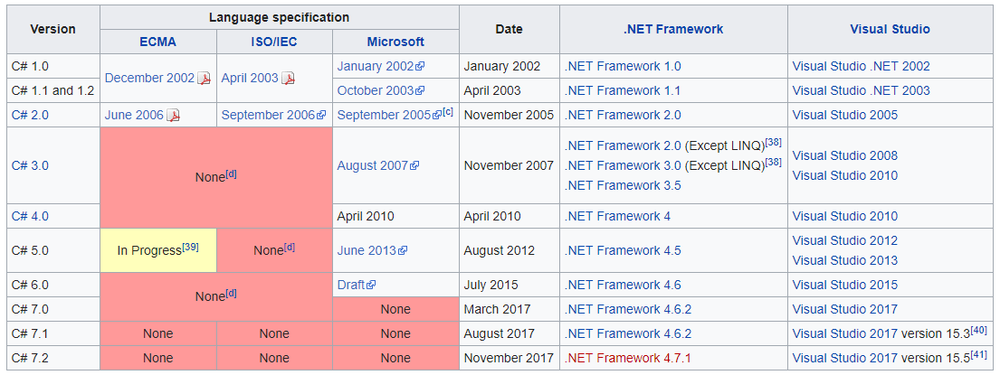 Version Language specification Date .NET Framework Visual Studio
ECMA ISO/IEC Microsoft
C# 1.0 December 2002 April 2003 January 2002 January 2002 .NET Framework 1.0 Visual Studio .NET 2002
C# 1.1 and 1.2 October 2003 April 2003 .NET Framework 1.1 Visual Studio .NET 2003
C# 2.0 June 2006 September 2006 September 2005[c] November 2005 .NET Framework 2.0 Visual Studio 2005
C# 3.0 None[d] August 2007 November 2007
.NET Framework 2.0 (Except LINQ)[38]
.NET Framework 3.0 (Except LINQ)[38]
.NET Framework 3.5
Visual Studio 2008
Visual Studio 2010
C# 4.0 April 2010 April 2010 .NET Framework 4 Visual Studio 2010
C# 5.0 In Progress[39] None[d] June 2013 August 2012 .NET Framework 4.5
Visual Studio 2012
Visual Studio 2013
C# 6.0 None[d] Draft July 2015 .NET Framework 4.6 Visual Studio 2015
C# 7.0 None March 2017 .NET Framework 4.6.2 Visual Studio 2017
C# 7.1 None None None August 2017 .NET Framework 4.6.2 Visual Studio 2017 version 15.3[40]
C# 7.2 None None None November 2017 .NET Framework 4.7.1 Visual Studio 2017 version 15.5[41]